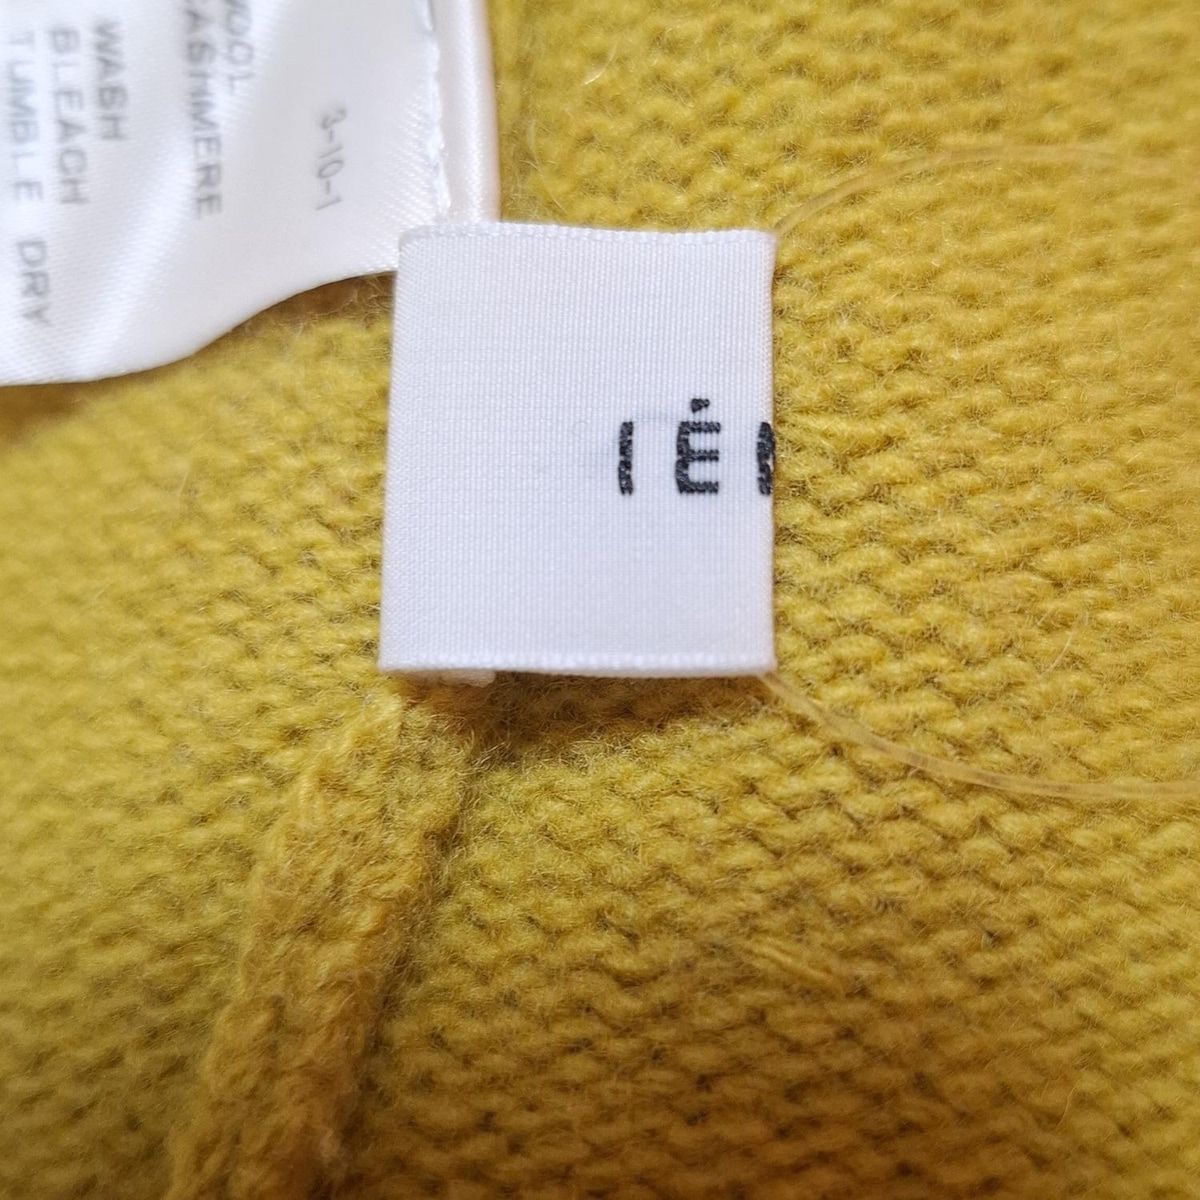 3-10-1
WOOL
CASHMERE
WASH
BLEACH
TUMBLE DRY
IÉ